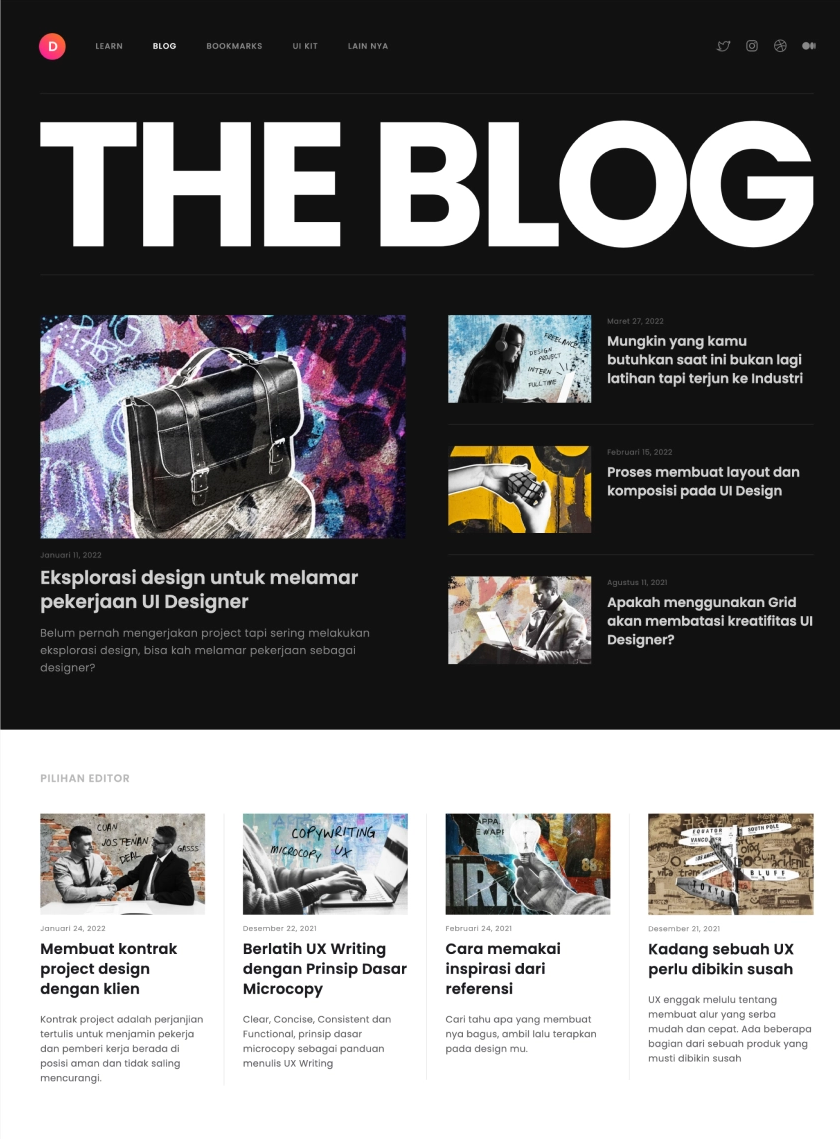 D
LEARN
BLOG
BOOKMARKS
UI KIT
LAIN NYA
THE BLOG
Januari 11, 2022
Eksplorasi design untuk melamar
pekerjaan UI Designer
Belum pernah mengerjakan project tapi sering melakukan
eksplorasi design, bisa kah melamar pekerjaan sebagai
designer?
FREELANCE
DESIGN
PROJECT
INTERN
FULLTIME
Maret 27, 2022
Mungkin yang kamu
butuhkan saat ini bukan lagi
latihan tapi terjun ke Industri
Februari 15, 2022
Proses membuat layout dan
komposisi pada UI Design
Agustus 11, 2021
Apakah menggunakan Grid
akan membatasi kreatifitas UI
Designer?
PILIHAN EDITOR
CUAN
JOS TENAN
DEAL
GASSS
Januari 24, 2022
Membuat kontrak
project design
dengan klien
Kontrak project adalah perjanjian
tertulis untuk menjamin pekerja
dan pemberi kerja berada di
posisi aman dan tidak saling
mencurangi.
COPYWRITING
MICROCOPY UX
Desember 22, 2021
Berlatih UX Writing
dengan Prinsip Dasar
Microcopy
Clear, Concise, Consistent dan
Functional, prinsip dasar
microcopy sebagai panduan
menulis UX Writing
Februari 24, 2021
Cara memakai
inspirasi dari
referensi
Cari tahu apa yang membuat
nya bagus, ambil lalu terapkan
pada design mu.
EQUATOR
SOUTH POLE
BLUFF
TOKYO
Desember 21, 2021
Kadang sebuah UX
perlu dibikin susah
UX enggak melulu tentang
membuat alur yang serba
mudah dan cepat. Ada beberapa
bagian dari sebuah produk yang
musti dibikin susah